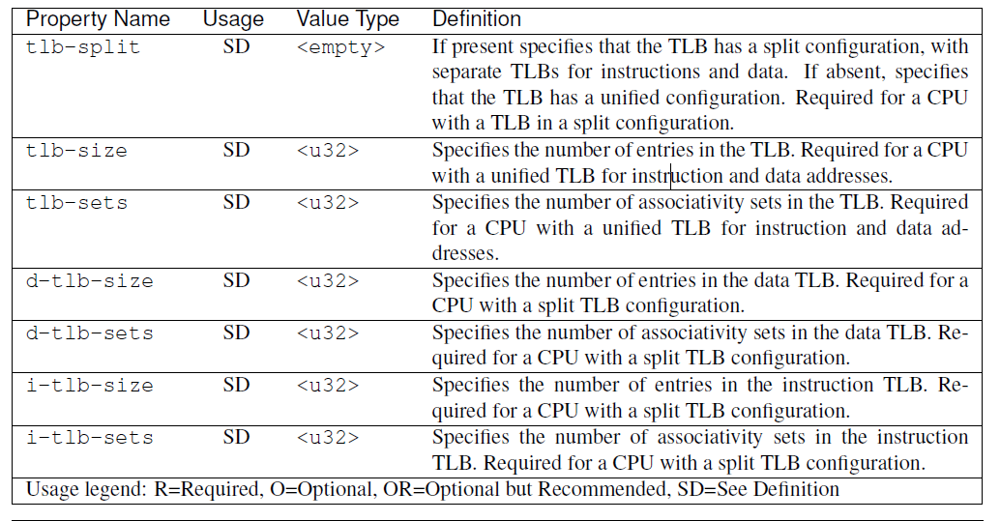 Property Name Usage Value Type Definition
tlb-split SD <empty> If present specifies that the TLB has a split configuration, with
separate TLBs for instructions and data. If absent, specifies
that the TLB has a unified configuration. Required for a CPU
with a TLB in a split configuration.
tlb-size SD <u32> Specifies the number of entries in the TLB. Required for a CPU
with a unified TLB for instruction and data addresses.
tlb-sets SD <u32> Specifies the number of associativity sets in the TLB. Required
for a CPU with a unified TLB for instruction and data ad-
dresses.
d-tlb-size SD <u32> Specifies the number of entries in the data TLB. Required for a
CPU with a split TLB configuration.
d-tlb-sets SD <u32> Specifies the number of associativity sets in the data TLB. Re-
quired for a CPU with a split TLB configuration.
i-tlb-size SD <u32> Specifies the number of entries in the instruction TLB. Re-
quired for a CPU with a split TLB configuration.
i-tlb-sets SD <u32> Specifies the number of associativity sets in the instruction
TLB. Required for a CPU with a split TLB configuration.
Usage legend: R=Required, O=Optional, OR=Optional but Recommended, SD=See Definition